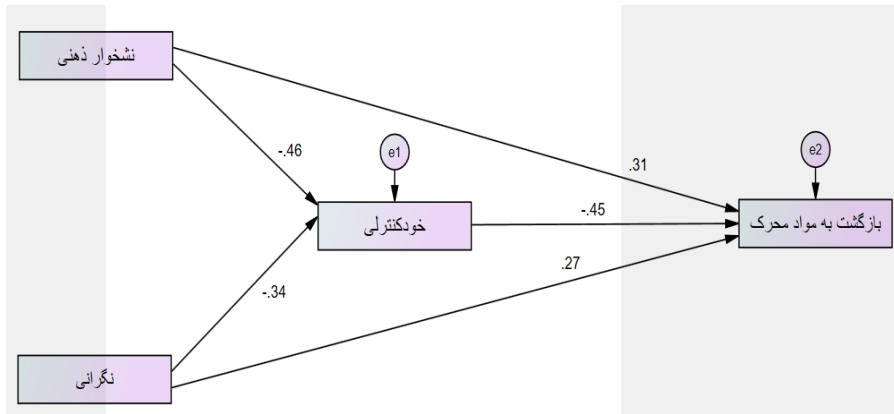 نشخوار ذهنی
-.46
e1
.31
e2
خودکنترلی
-.45
بازگشت به مواد محرک
-.34
.27
نگرانی